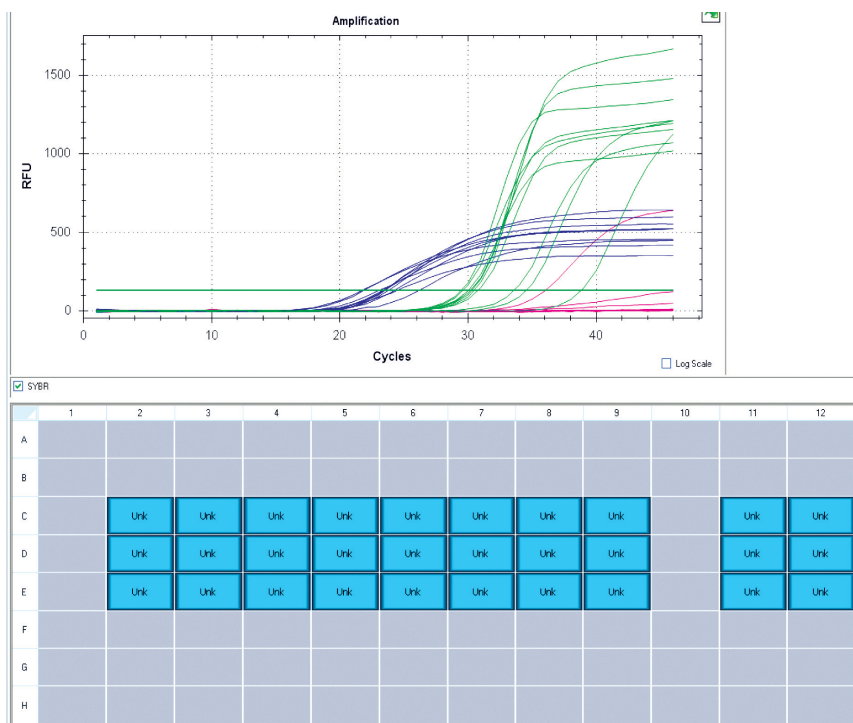 Amplification
1500
1000
500
0
RFU
0 10 20 30 40
Cycles
Log Scale
SYBR
1 2 3 4 5 6 7 8 9 10 11 12
A
B
C Unk Unk Unk Unk Unk Unk Unk Unk Unk Unk
D Unk Unk Unk Unk Unk Unk Unk Unk Unk Unk
E Unk Unk Unk Unk Unk Unk Unk Unk Unk Unk
F
G
H